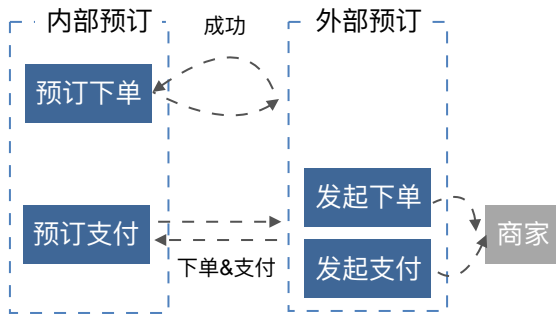 内部预订
成功
外部预订
预订下单
发起下单
预订支付
商家
下单&支付
发起支付